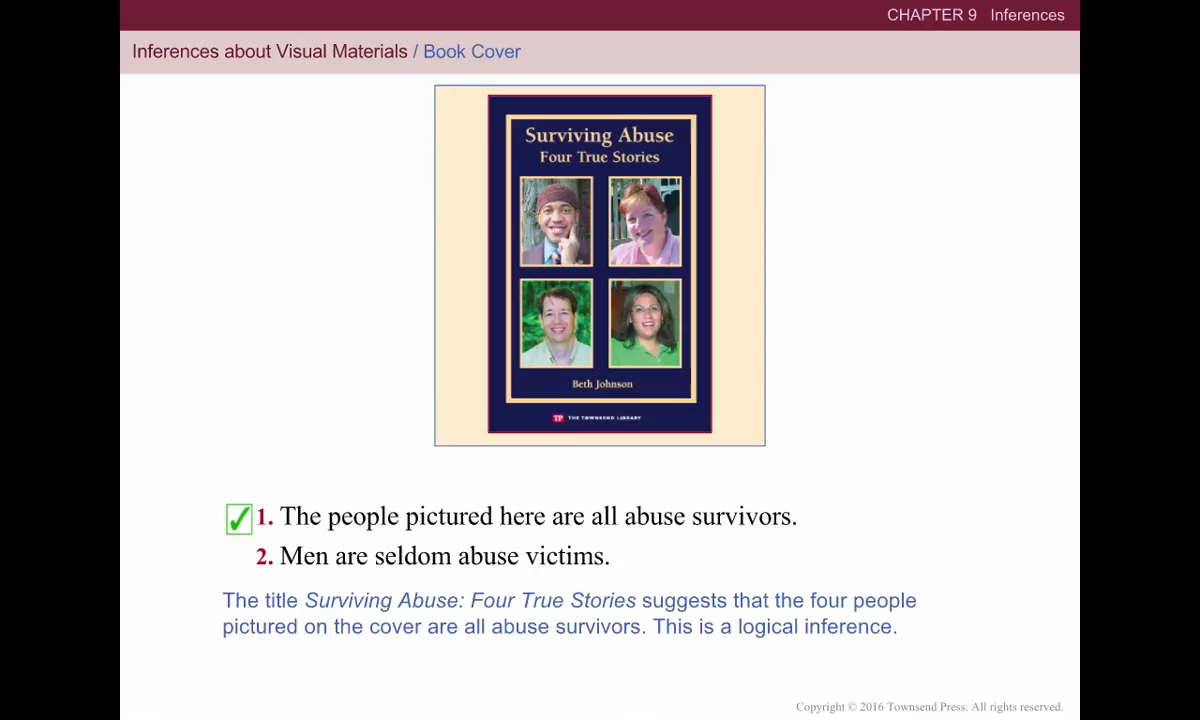 CHAPTER 9 Inferences
Inferences about Visual Materials / Book Cover
Surviving Abuse
Four True Stories
Beth Johnson
TP THE TOWNSEND LIBRARY
✓ 1. The people pictured here are all abuse survivors.
2. Men are seldom abuse victims.
The title Surviving Abuse: Four True Stories suggests that the four people
pictured on the cover are all abuse survivors. This is a logical inference.
Copyright © 2016 Townsend Press. All rights reserved.